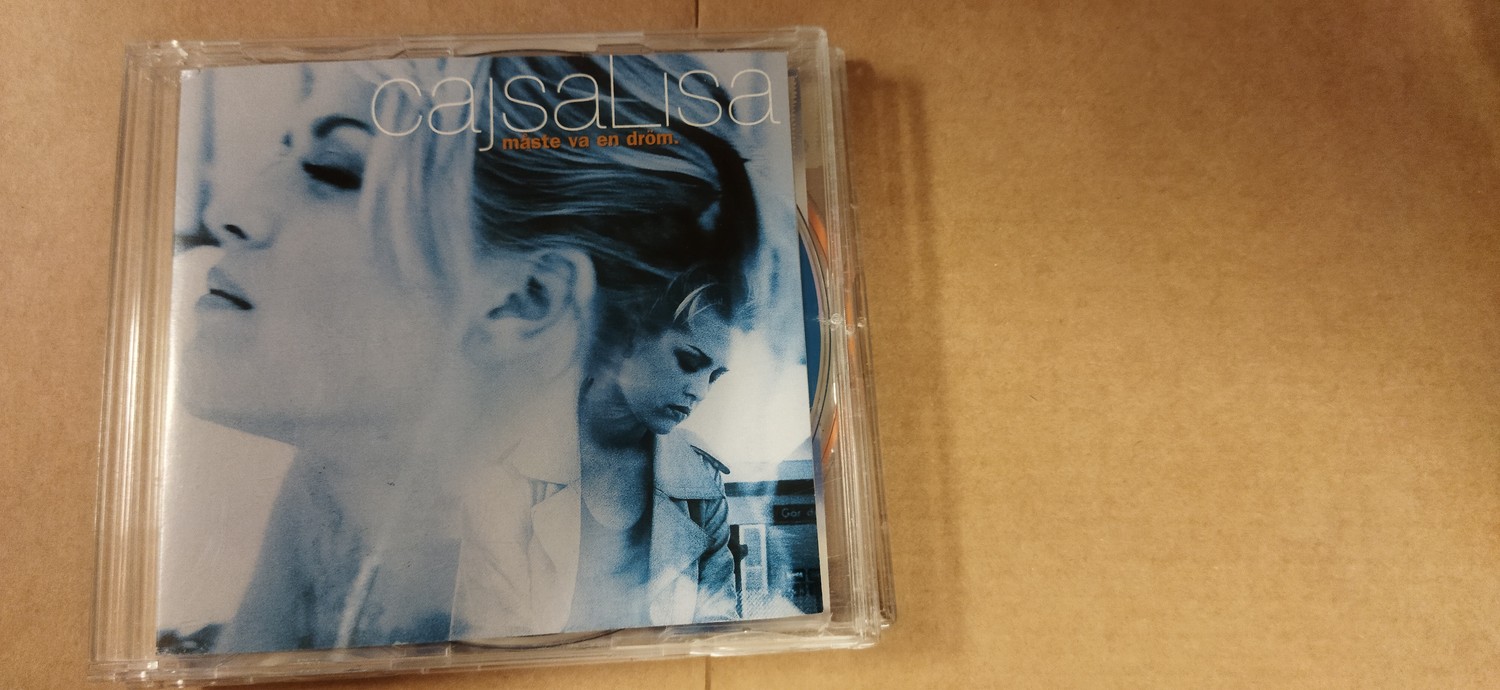 cajsaLisa
måste va en dröm.